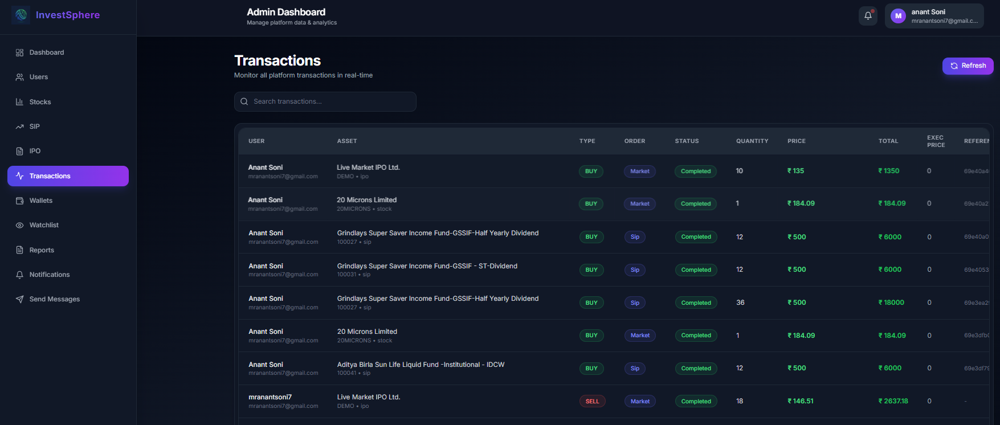 InvestSphere
Admin Dashboard
Manage platform data & analytics
M
anant Soni
mranantsoni7@gmail.c...
Dashboard
Users
Stocks
SIP
IPO
Transactions
Wallets
Watchlist
Reports
Notifications
Send Messages
Transactions
Monitor all platform transactions in real-time
Refresh
Search transactions...
USER ASSET TYPE ORDER STATUS QUANTITY PRICE TOTAL EXEC PRICE REFEREN
Anant Soni Live Market IPO Ltd. BUY Market Completed 10 ₹ 135 ₹ 1350 0 69e40a4
mranantsoni7@gmail.com DEMO • ipo
Anant Soni 20 Microns Limited BUY Market Completed 1 ₹ 184.09 ₹ 184.09 0 69e40a2
mranantsoni7@gmail.com 20MICRONS • stock
Anant Soni Grindlays Super Saver Income Fund-GSSIF-Half Yearly Dividend BUY Sip Completed 12 ₹ 500 ₹ 6000 0 69e40a0
mranantsoni7@gmail.com 100027 • sip
Anant Soni Grindlays Super Saver Income Fund-GSSIF - ST-Dividend BUY Sip Completed 12 ₹ 500 ₹ 6000 0 69e4053
mranantsoni7@gmail.com 100031 • sip
Anant Soni Grindlays Super Saver Income Fund-GSSIF-Half Yearly Dividend BUY Sip Completed 36 ₹ 500 ₹ 18000 0 69e3ea2
mranantsoni7@gmail.com 100027 • sip
Anant Soni 20 Microns Limited BUY Market Completed 1 ₹ 184.09 ₹ 184.09 0 69e3dfb
mranantsoni7@gmail.com 20MICRONS • stock
Anant Soni Aditya Birla Sun Life Liquid Fund -Institutional - IDCW BUY Sip Completed 12 ₹ 500 ₹ 6000 0 69e3df79
mranantsoni7@gmail.com 100041 • sip
mranantsoni7 Live Market IPO Ltd. SELL Market Completed 18 ₹ 146.51 ₹ 2637.18 0 -
mranantsoni7@gmail.com DEMO • ipo